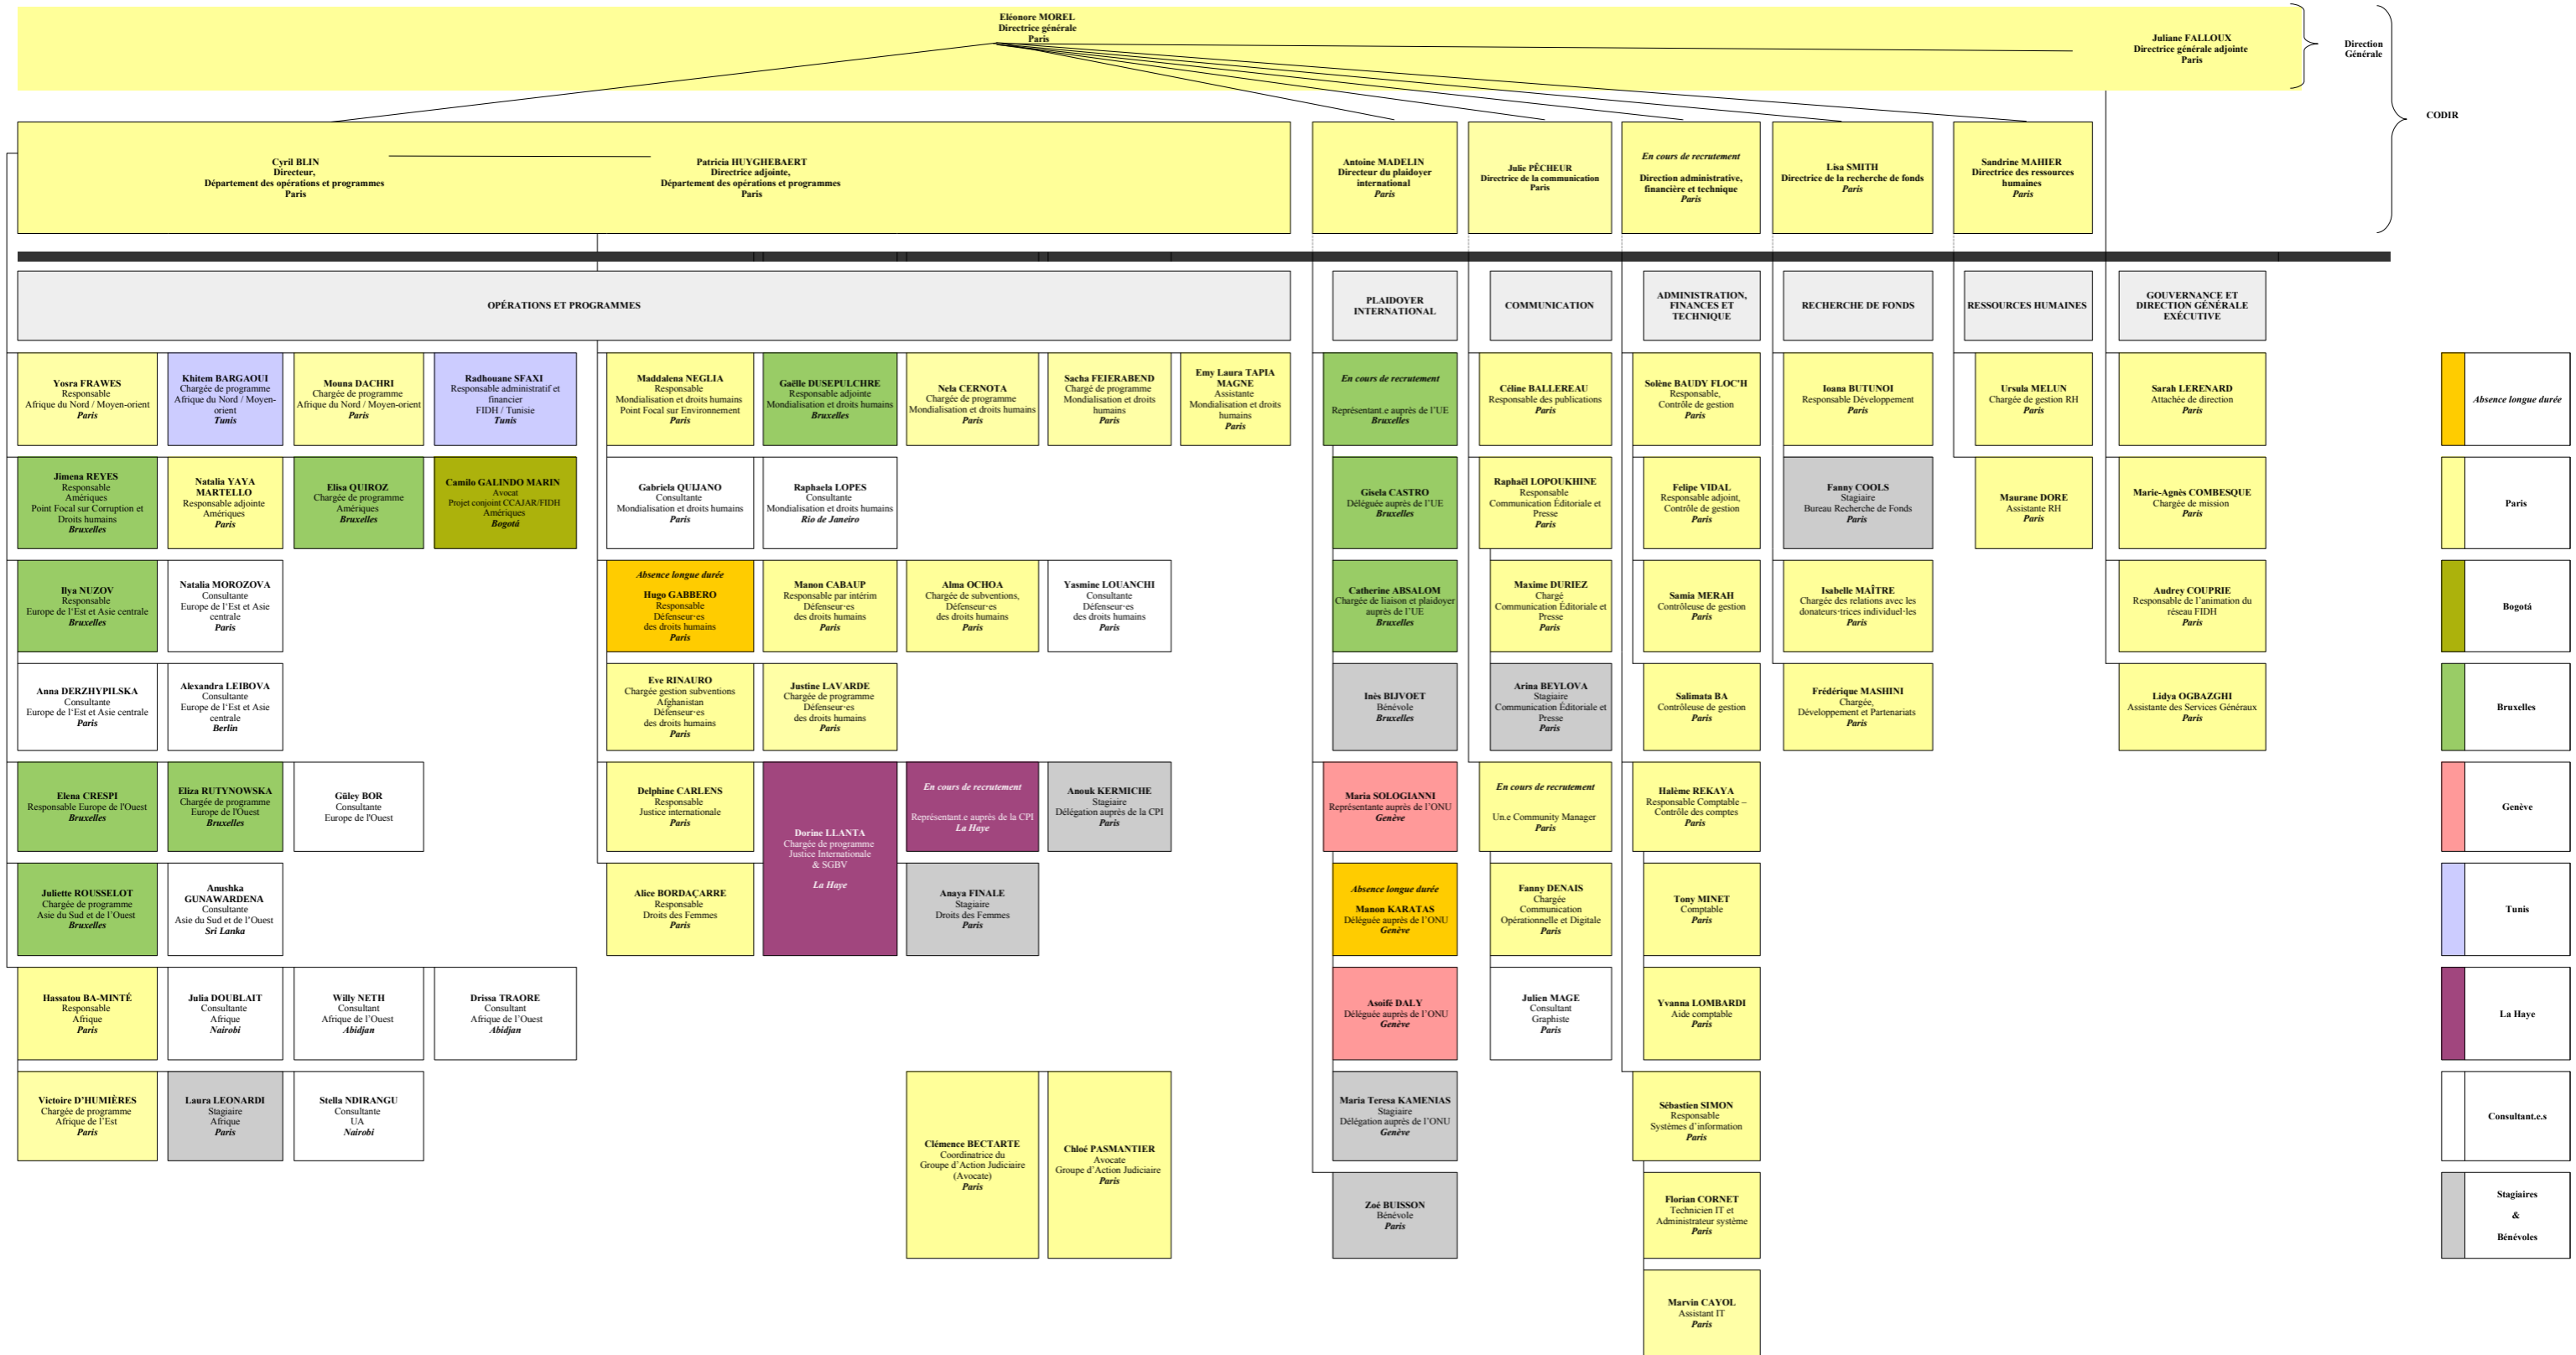 Eléonore MOREL
Directrice générale
Paris
Juliane FALLOUX
Directrice générale adjointe
Paris
Direction
Générale
CODIR
Cyril BLIN
Directeur,
Département des opérations et programmes
Paris
Patricia HUYGHEBAERT
Directrice adjointe,
Département des opérations et programmes
Paris
Antoine MADELIN
Directeur du plaidoyer
international
Paris
Julie PÊCHEUR
Directrice de la communication
Paris
En cours de recrutement
Direction administrative,
financière et technique
Paris
Lisa SMITH
Directrice de la recherche de fonds
Paris
Sandrine MAHIER
Directrice des ressources
humaines
Paris
OPÉRATIONS ET PROGRAMMES
PLAIDOYER
INTERNATIONAL
COMMUNICATION
ADMINISTRATION,
FINANCES ET
TECHNIQUE
RECHERCHE DE FONDS
RESSOURCES HUMAINES
GOUVERNANCE ET
DIRECTION GÉNÉRALE
EXÉCUTIVE
Yosra FRAWES
Responsable
Afrique du Nord / Moyen-orient
Paris
Khitem BARGAOUI
Chargée de programme
Afrique du Nord / Moyen-
orient
Tunis
Mouna DACHRI
Chargée de programme
Afrique du Nord / Moyen-orient
Paris
Radhouane SFAXI
Responsable administratif et
financier
FIDH / Tunisie
Tunis
Maddalena NEGLIA
Responsable
Mondialisation et droits humains
Point Focal sur Environnement
Paris
Gaëlle DUSEPULCHRE
Responsable adjointe
Mondialisation et droits humains
Bruxelles
Nela CERNOTA
Chargée de programme
Mondialisation et droits humains
Paris
Sacha FEIERABEND
Chargé de programme
Mondialisation et droits
humains
Paris
Emy Laura TAPIA
MAGNE
Assistante
Mondialisation et droits
humains
Paris
En cours de recrutement
Représentant.e auprès de l'UE
Bruxelles
Céline BALLEREAU
Responsable des publications
Paris
Solène BAUDY FLOC'H
Responsable,
Contrôle de gestion
Paris
Ioana BUTUNOI
Responsable Développement
Paris
Ursula MELUN
Chargée de gestion RH
Paris
Sarah LERENARD
Attachée de direction
Paris
Absence longue durée
Jimena REYES
Responsable
Amériques
Point Focal sur Corruption et
Droits humains
Bruxelles
Natalia YAYA
MARTELLO
Responsable adjointe
Amériques
Paris
Elisa QUIROZ
Chargée de programme
Amériques
Bruxelles
Camilo GALINDO MARIN
Avocat
Projet conjoint CCAJAR/FIDH
Amériques
Bogotá
Gabriela QUIJANO
Consultante
Mondialisation et droits humains
Paris
Raphaela LOPES
Consultante
Mondialisation et droits humains
Rio de Janeiro
Gisela CASTRO
Déléguée auprès de l'UE
Bruxelles
Raphaël LOPOUKHINE
Responsable
Communication Éditoriale et
Presse
Paris
Felipe VIDAL
Responsable adjoint,
Contrôle de gestion
Paris
Fanny COOLS
Stagiaire
Bureau Recherche de Fonds
Paris
Maurane DORE
Assistante RH
Paris
Marie-Agnès COMBESQUE
Chargée de mission
Paris
Paris
Ilya NUZOV
Responsable
Europe de l'Est et Asie centrale
Bruxelles
Natalia MOROZOVA
Consultante
Europe de l'Est et Asie
centrale
Paris
Absence longue durée
Hugo GABBERO
Responsable
Défenseur·es
des droits humains
Paris
Manon CABAUP
Responsable par intérim
Défenseur·es
des droits humains
Paris
Alma OCHOA
Chargée de subventions,
Défenseur·es
des droits humains
Paris
Yasmine LOUANCHI
Consultante
Défenseur·es
des droits humains
Paris
Catherine ABSALOM
Chargée de liaison et plaidoyer
auprès de l'UE
Bruxelles
Maxime DURIEZ
Chargé
Communication Éditoriale et
Presse
Paris
Samia MERAH
Contrôleuse de gestion
Paris
Isabelle MAÎTRE
Chargée des relations avec les
donateurs·trices individuel·les
Paris
Audrey COUPRIE
Responsable de l'animation du
réseau FIDH
Paris
Bogotá
Anna DERZHYPILSKA
Consultante
Europe de l'Est et Asie centrale
Paris
Alexandra LEIBOVA
Consultante
Europe de l'Est et Asie
centrale
Berlin
Eve RINAURO
Chargée gestion subventions
Afghanistan
Défenseur·es
des droits humains
Paris
Justine LAVARDE
Chargée de programme
Défenseur·es
des droits humains
Paris
Inès BIJVOET
Bénévole
Bruxelles
Arina BEYLOVA
Stagiaire
Communication Éditoriale et
Presse
Paris
Salimata BA
Contrôleuse de gestion
Paris
Frédérique MASHINI
Chargée,
Développement et Partenariats
Paris
Lidya OGBAZGHI
Assistante des Services Généraux
Paris
Bruxelles
Elena CRESPI
Responsable Europe de l'Ouest
Bruxelles
Eliza RUTYNOWSKA
Chargée de programme
Europe de l'Ouest
Bruxelles
Güley BOR
Consultante
Europe de l'Ouest
Delphine CARLENS
Responsable
Justice internationale
Paris
Dorine LLANTA
Chargée de programme
Justice Internationale
& SGBV
La Haye
En cours de recrutement
Représentant.e auprès de la CPI
La Haye
Anouk KERMICHE
Stagiaire
Délégation auprès de la CPI
Paris
Maria SOLOGIANNI
Représentante auprès de l'ONU
Genève
En cours de recrutement
Un.e Community Manager
Paris
Halème REKAYA
Responsable Comptable –
Contrôle des comptes
Paris
Genève
Juliette ROUSSELOT
Chargée de programme
Asie du Sud et de l'Ouest
Bruxelles
Anushka
GUNAWARDENA
Consultante
Asie du Sud et de l'Ouest
Sri Lanka
Alice BORDAÇARRE
Responsable
Droits des Femmes
Paris
Anaya FINALE
Stagiaire
Droits des Femmes
Paris
Absence longue durée
Manon KARATAS
Déléguée auprès de l'ONU
Genève
Fanny DENAIS
Chargée
Communication
Opérationnelle et Digitale
Paris
Tony MINET
Comptable
Paris
Tunis
Hassatou BA-MINTÉ
Responsable
Afrique
Paris
Julia DOUBLAIT
Consultante
Afrique
Nairobi
Willy NETH
Consultant
Afrique de l'Ouest
Abidjan
Drissa TRAORE
Consultant
Afrique de l'Ouest
Abidjan
Asoifé DALY
Déléguée auprès de l'ONU
Genève
Julien MAGE
Consultant
Graphiste
Paris
Yvanna LOMBARDI
Aide comptable
Paris
La Haye
Victoire D'HUMIÈRES
Chargée de programme
Afrique de l'Est
Paris
Laura LEONARDI
Stagiaire
Afrique
Paris
Stella NDIRANGU
Consultante
UA
Nairobi
Clémence BECTARTE
Coordinatrice du
Groupe d'Action Judiciaire
(Avocate)
Paris
Chloé PASMANTIER
Avocate
Groupe d'Action Judiciaire
Paris
Maria Teresa KAMENIAS
Stagiaire
Délégation auprès de l'ONU
Genève
Sébastien SIMON
Responsable
Systèmes d'information
Paris
Consultant.e.s
Zoé BUISSON
Bénévole
Paris
Florian CORNET
Technicien IT et
Administrateur système
Paris
Stagiaires
&
Bénévoles
Marvin CAYOL
Assistant IT
Paris